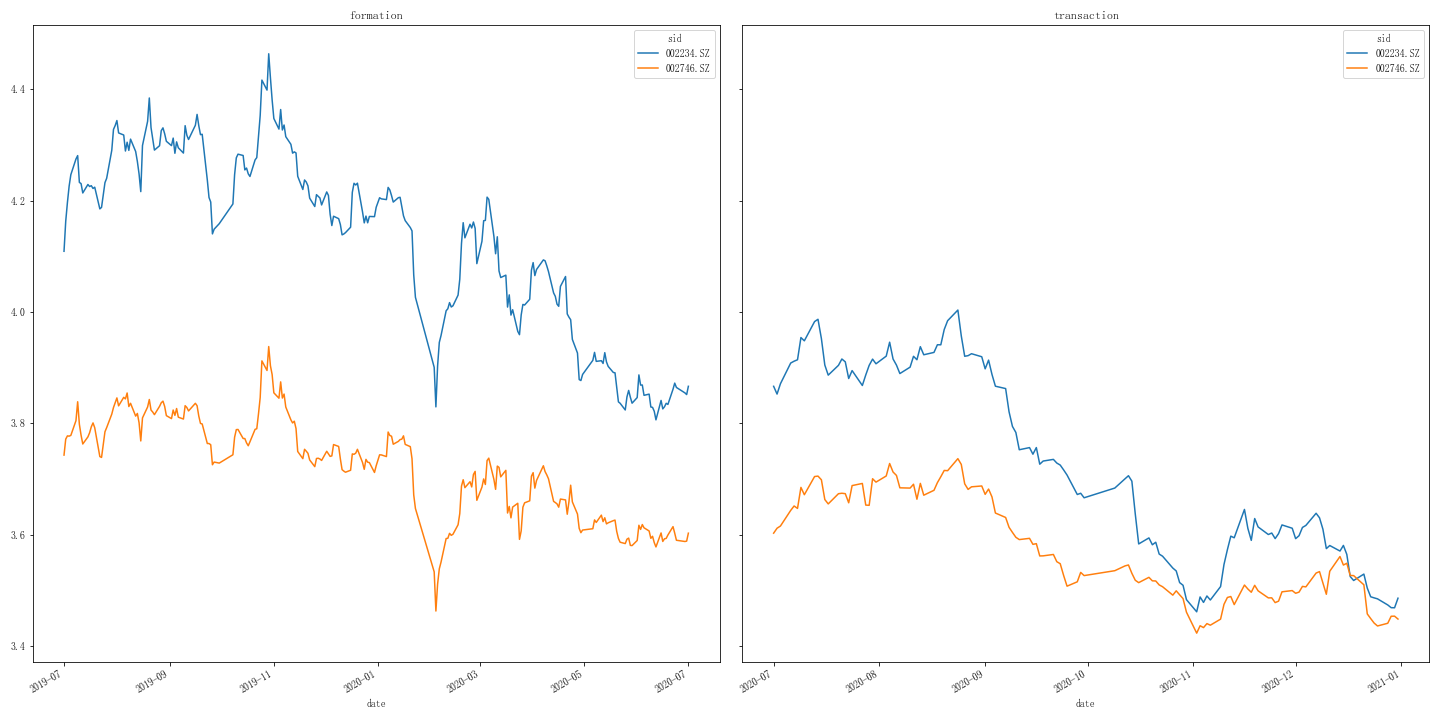 formation
sid
002234.SZ
002746.SZ
4.4
4.2
4.0
3.8
3.6
3.4
2019-07
2019-09
2019-11
2020-01
2020-03
2020-05
2020-07
date
transaction
sid
002234.SZ
002746.SZ
2020-07
2020-08
2020-09
2020-10
2020-11
2020-12
2021-01
date